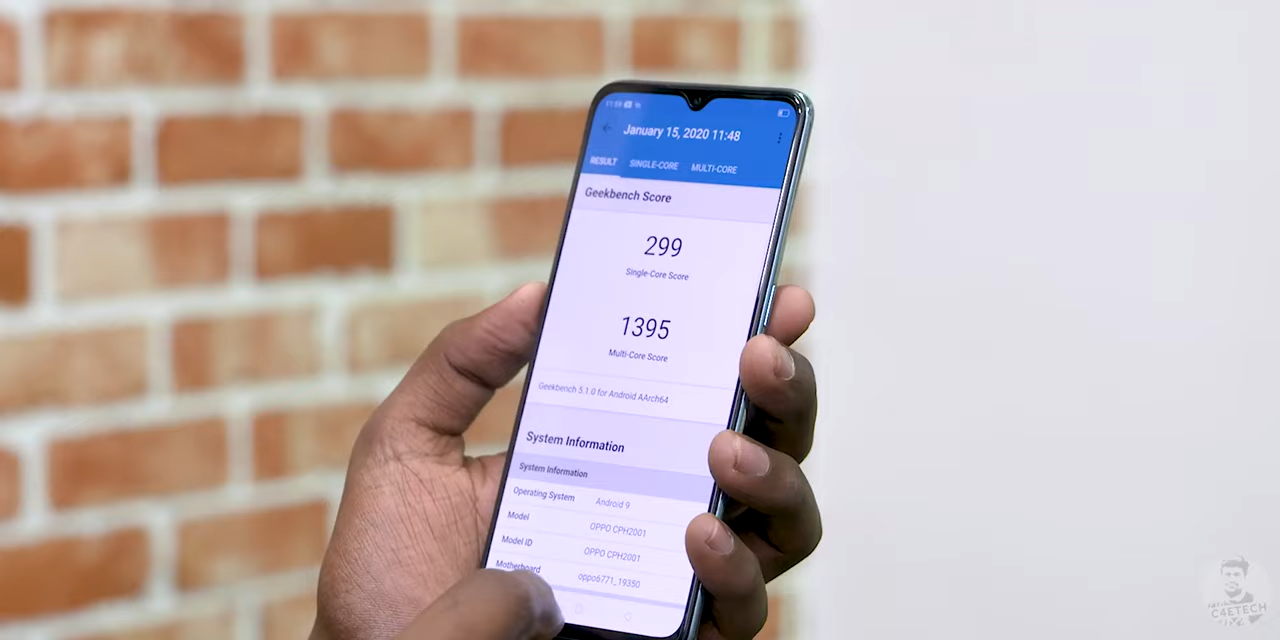 January 15, 2020 11:48
RESULT SINGLE-CORE MULTI-CORE
Geekbench Score
299
Single-Core Score
1395
Multi-Core Score
Geekbench 5.1.0 for Android AArch64
System Information
System Information
Operating System Android 9
Model OPPO CPH2001
Model ID OPPO CPH2001
Motherboard oppo6771_19350
C4ETECH